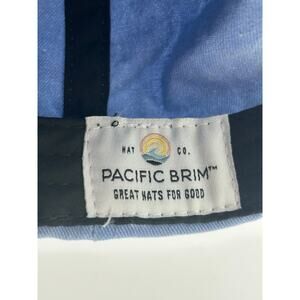 HAT CO.
PACIFIC BRIM™
GREAT HATS FOR GOOD